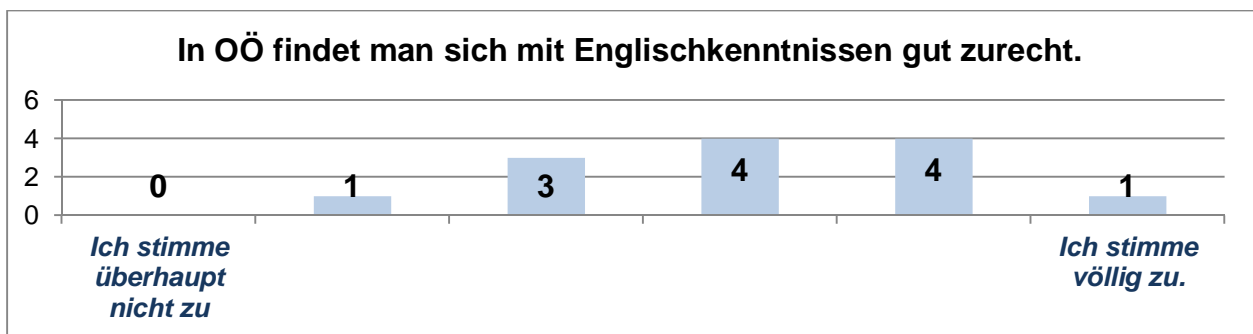 In OÖ findet man sich mit Englischkenntnissen gut zurecht.
6
4
2
0
0
1
3
4
4
1
Ich stimme
überhaupt
nicht zu
Ich stimme
völlig zu.